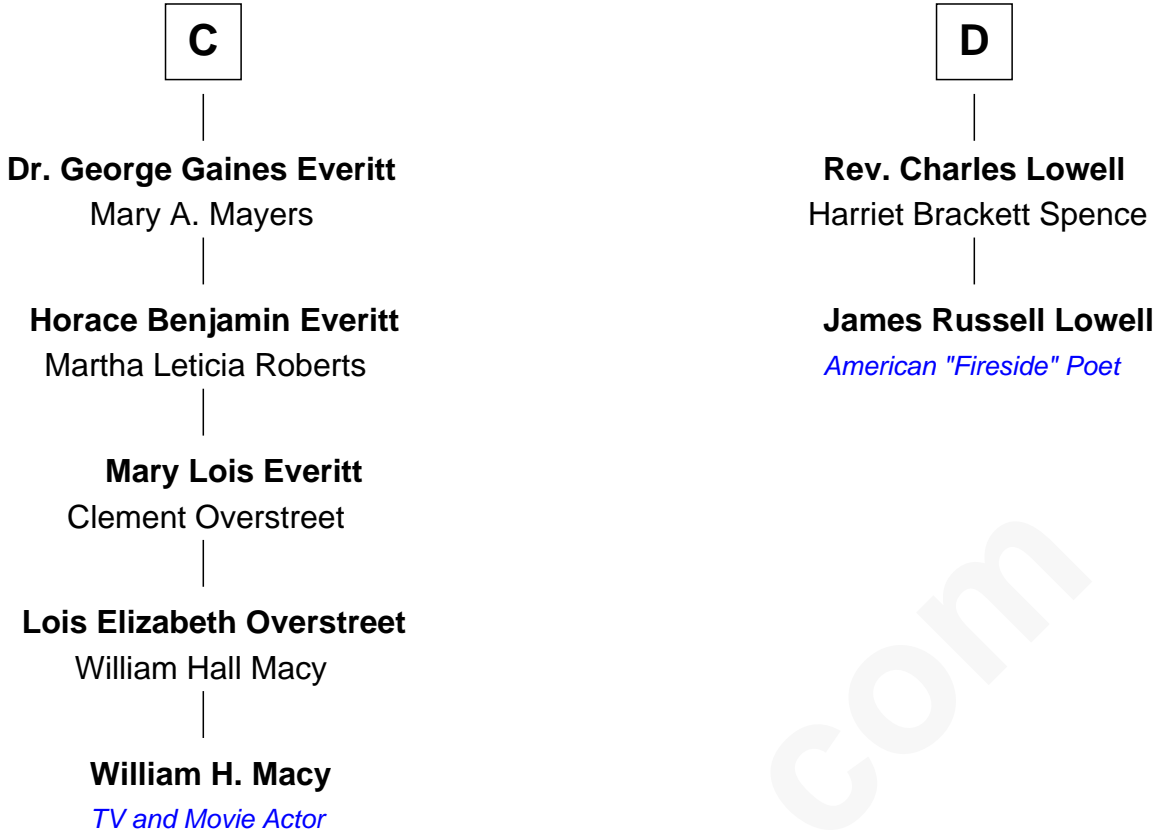 C
Dr. George Gaines Everitt
Mary A. Mayers
Horace Benjamin Everitt
Martha Leticia Roberts
Mary Lois Everitt
Clement Overstreet
Lois Elizabeth Overstreet
William Hall Macy
William H. Macy
TV and Movie Actor
D
Rev. Charles Lowell
Harriet Brackett Spence
James Russell Lowell
American "Fireside" Poet
com